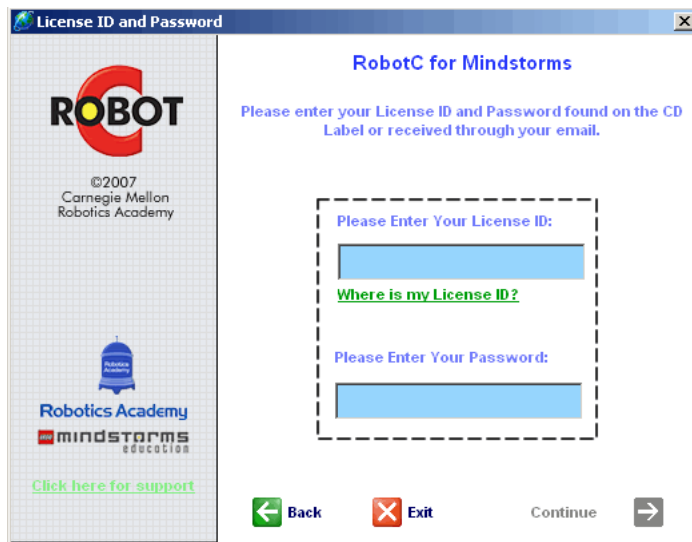 License ID and Password
ROBOT
©2007
Carnegie Mellon
Robotics Academy
Robotics
Academy
Robotics Academy
mindstorms
education
Click here for support
RobotC for Mindstorms
Please enter your License ID and Password found on the CD
Label or received through your email.
Please Enter Your License ID:
Where is my License ID?
Please Enter Your Password:
Back
Exit
Continue